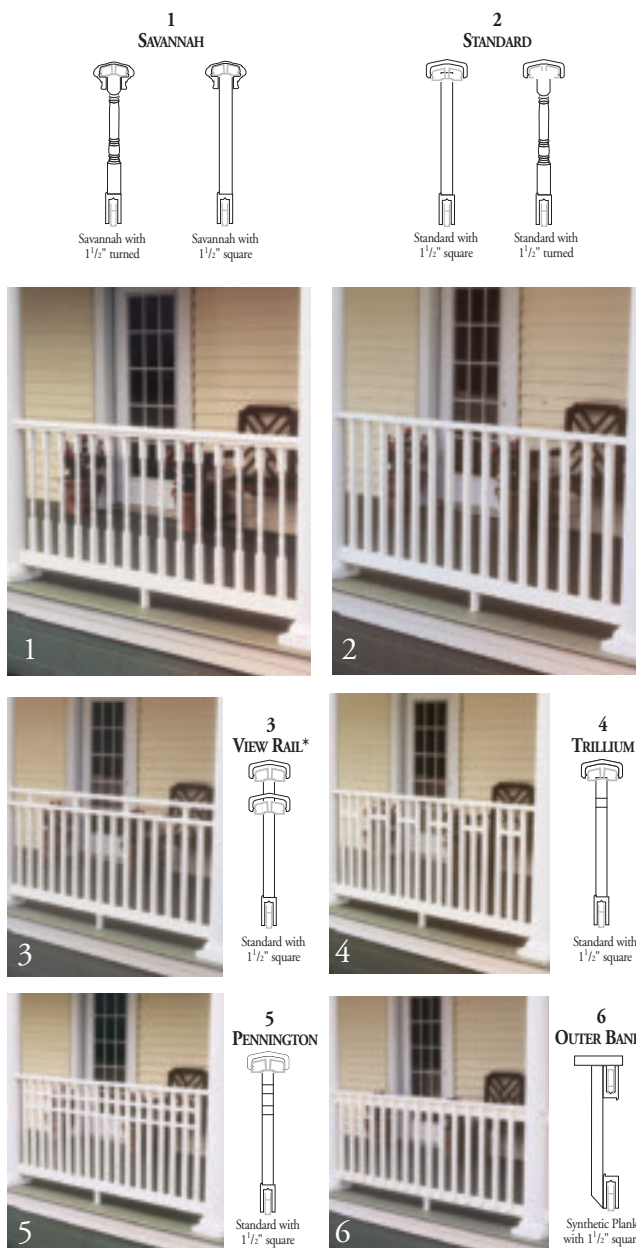 1
SAVANNAH
2
STANDARD
Savannah with
1 1/2" turned
Savannah with
1 1/2" square
Standard with
1 1/2" square
Standard with
1 1/2" turned
1
2
3
VIEW RAIL*
Standard with
1 1/2" square
3
4
TRILLIUM
Standard with
1 1/2" square
4
5
PENNINGTON
Standard with
1 1/2" square
5
6
OUTER BANK
Synthetic Plank
with 1 1/2" squar
6